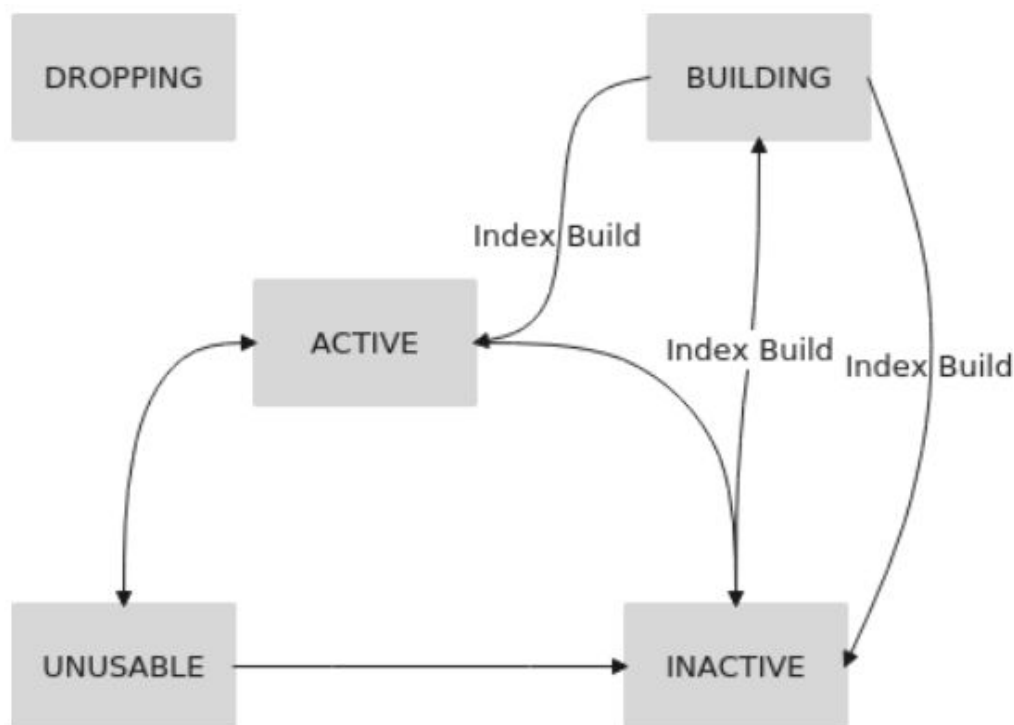 DROPPING
BUILDING
Index Build
ACTIVE
Index Build
Index Build
UNUSABLE
INACTIVE